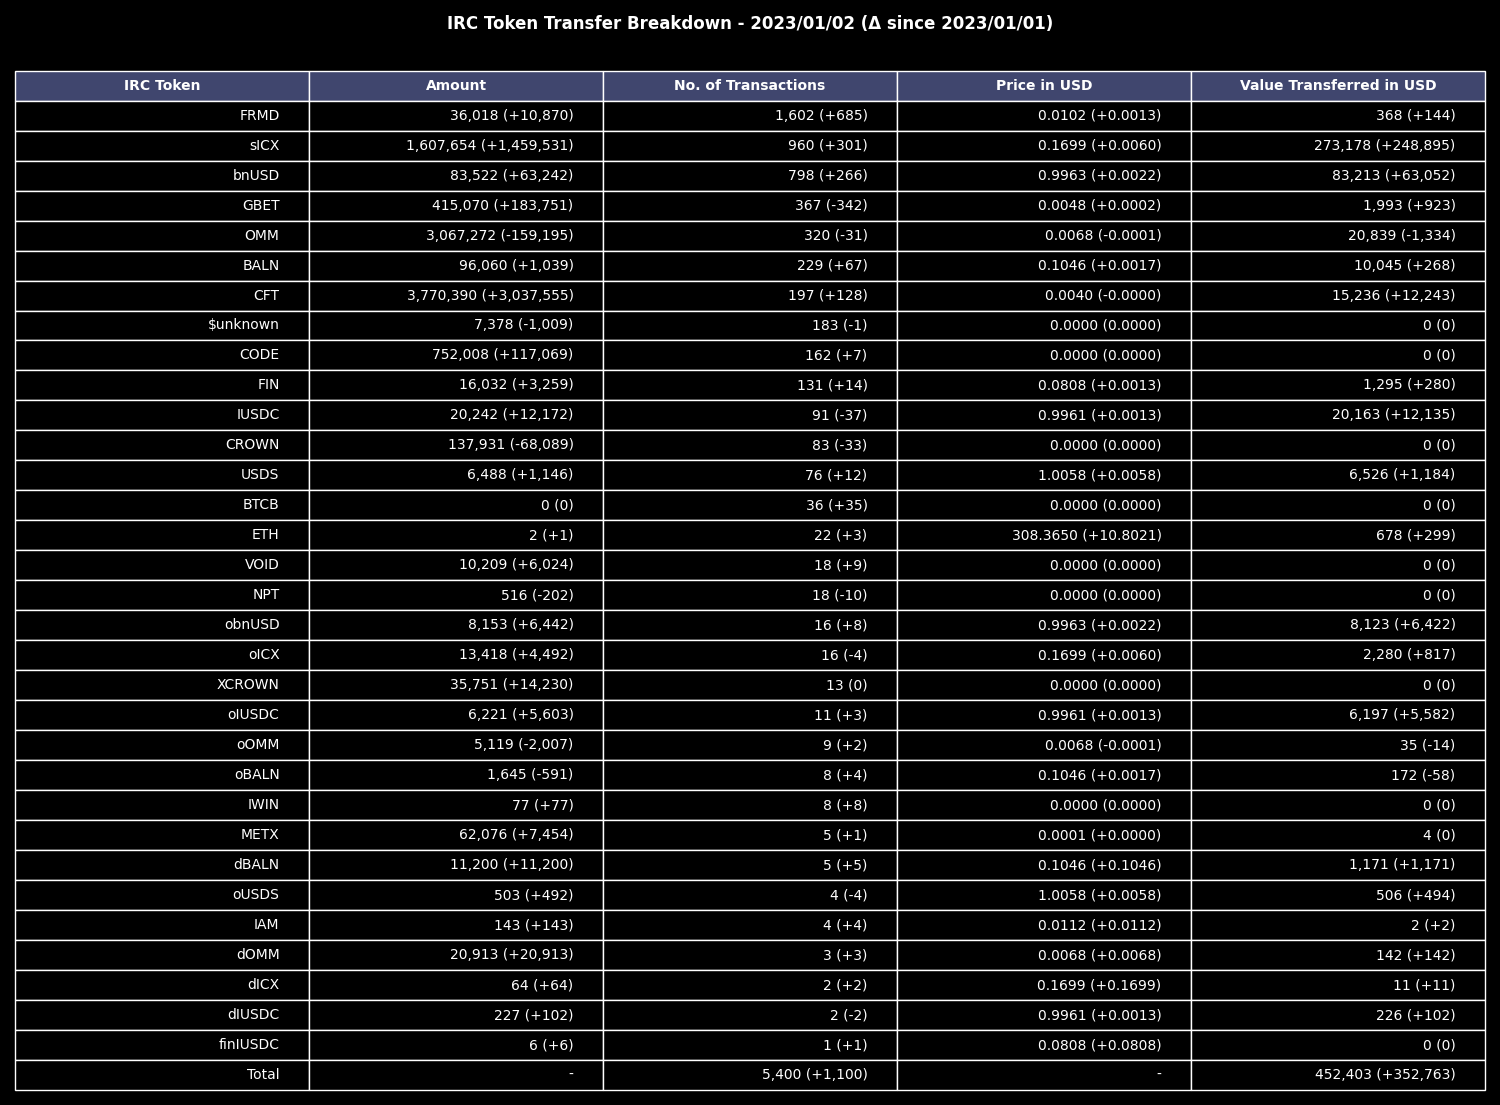 IRC Token Transfer Breakdown - 2023/01/02 (Δ since 2023/01/01)
IRC Token Amount No. of Transactions Price in USD Value Transferred in USD
FRMD 36,018 (+10,870) 1,602 (+685) 0.0102 (+0.0013) 368 (+144)
sICX 1,607,654 (+1,459,531) 960 (+301) 0.1699 (+0.0060) 273,178 (+248,895)
bnUSD 83,522 (+63,242) 798 (+266) 0.9963 (+0.0022) 83,213 (+63,052)
GBET 415,070 (+183,751) 367 (-342) 0.0048 (+0.0002) 1,993 (+923)
OMM 3,067,272 (-159,195) 320 (-31) 0.0068 (-0.0001) 20,839 (-1,334)
BALN 96,060 (+1,039) 229 (+67) 0.1046 (+0.0017) 10,045 (+268)
CFT 3,770,390 (+3,037,555) 197 (+128) 0.0040 (-0.0000) 15,236 (+12,243)
$unknown 7,378 (-1,009) 183 (-1) 0.0000 (0.0000) 0 (0)
CODE 752,008 (+117,069) 162 (+7) 0.0000 (0.0000) 0 (0)
FIN 16,032 (+3,259) 131 (+14) 0.0808 (+0.0013) 1,295 (+280)
IUSDC 20,242 (+12,172) 91 (-37) 0.9961 (+0.0013) 20,163 (+12,135)
CROWN 137,931 (-68,089) 83 (-33) 0.0000 (0.0000) 0 (0)
USDS 6,488 (+1,146) 76 (+12) 1.0058 (+0.0058) 6,526 (+1,184)
BTCB 0 (0) 36 (+35) 0.0000 (0.0000) 0 (0)
ETH 2 (+1) 22 (+3) 308.3650 (+10.8021) 678 (+299)
VOID 10,209 (+6,024) 18 (+9) 0.0000 (0.0000) 0 (0)
NPT 516 (-202) 18 (-10) 0.0000 (0.0000) 0 (0)
obnUSD 8,153 (+6,442) 16 (+8) 0.9963 (+0.0022) 8,123 (+6,422)
oICX 13,418 (+4,492) 16 (-4) 0.1699 (+0.0060) 2,280 (+817)
XCROWN 35,751 (+14,230) 13 (0) 0.0000 (0.0000) 0 (0)
oIUSDC 6,221 (+5,603) 11 (+3) 0.9961 (+0.0013) 6,197 (+5,582)
oOMM 5,119 (-2,007) 9 (+2) 0.0068 (-0.0001) 35 (-14)
oBALN 1,645 (-591) 8 (+4) 0.1046 (+0.0017) 172 (-58)
IWIN 77 (+77) 8 (+8) 0.0000 (0.0000) 0 (0)
METX 62,076 (+7,454) 5 (+1) 0.0001 (+0.0000) 4 (0)
dBALN 11,200 (+11,200) 5 (+5) 0.1046 (+0.1046) 1,171 (+1,171)
oUSDS 503 (+492) 4 (-4) 1.0058 (+0.0058) 506 (+494)
IAM 143 (+143) 4 (+4) 0.0112 (+0.0112) 2 (+2)
dOMM 20,913 (+20,913) 3 (+3) 0.0068 (+0.0068) 142 (+142)
dICX 64 (+64) 2 (+2) 0.1699 (+0.1699) 11 (+11)
dIUSDC 227 (+102) 2 (-2) 0.9961 (+0.0013) 226 (+102)
finIUSDC 6 (+6) 1 (+1) 0.0808 (+0.0808) 0 (0)
Total - 5,400 (+1,100) - 452,403 (+352,763)